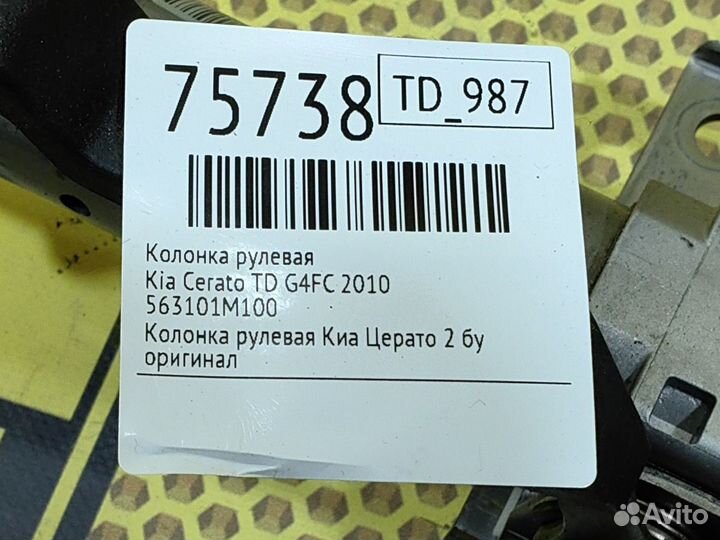 75738
TD_987
Колонка рулевая
Kia Cerato TD G4FC 2010
563101M100
Колонка рулевая Киа Церато 2 бу
оригинал
Avito